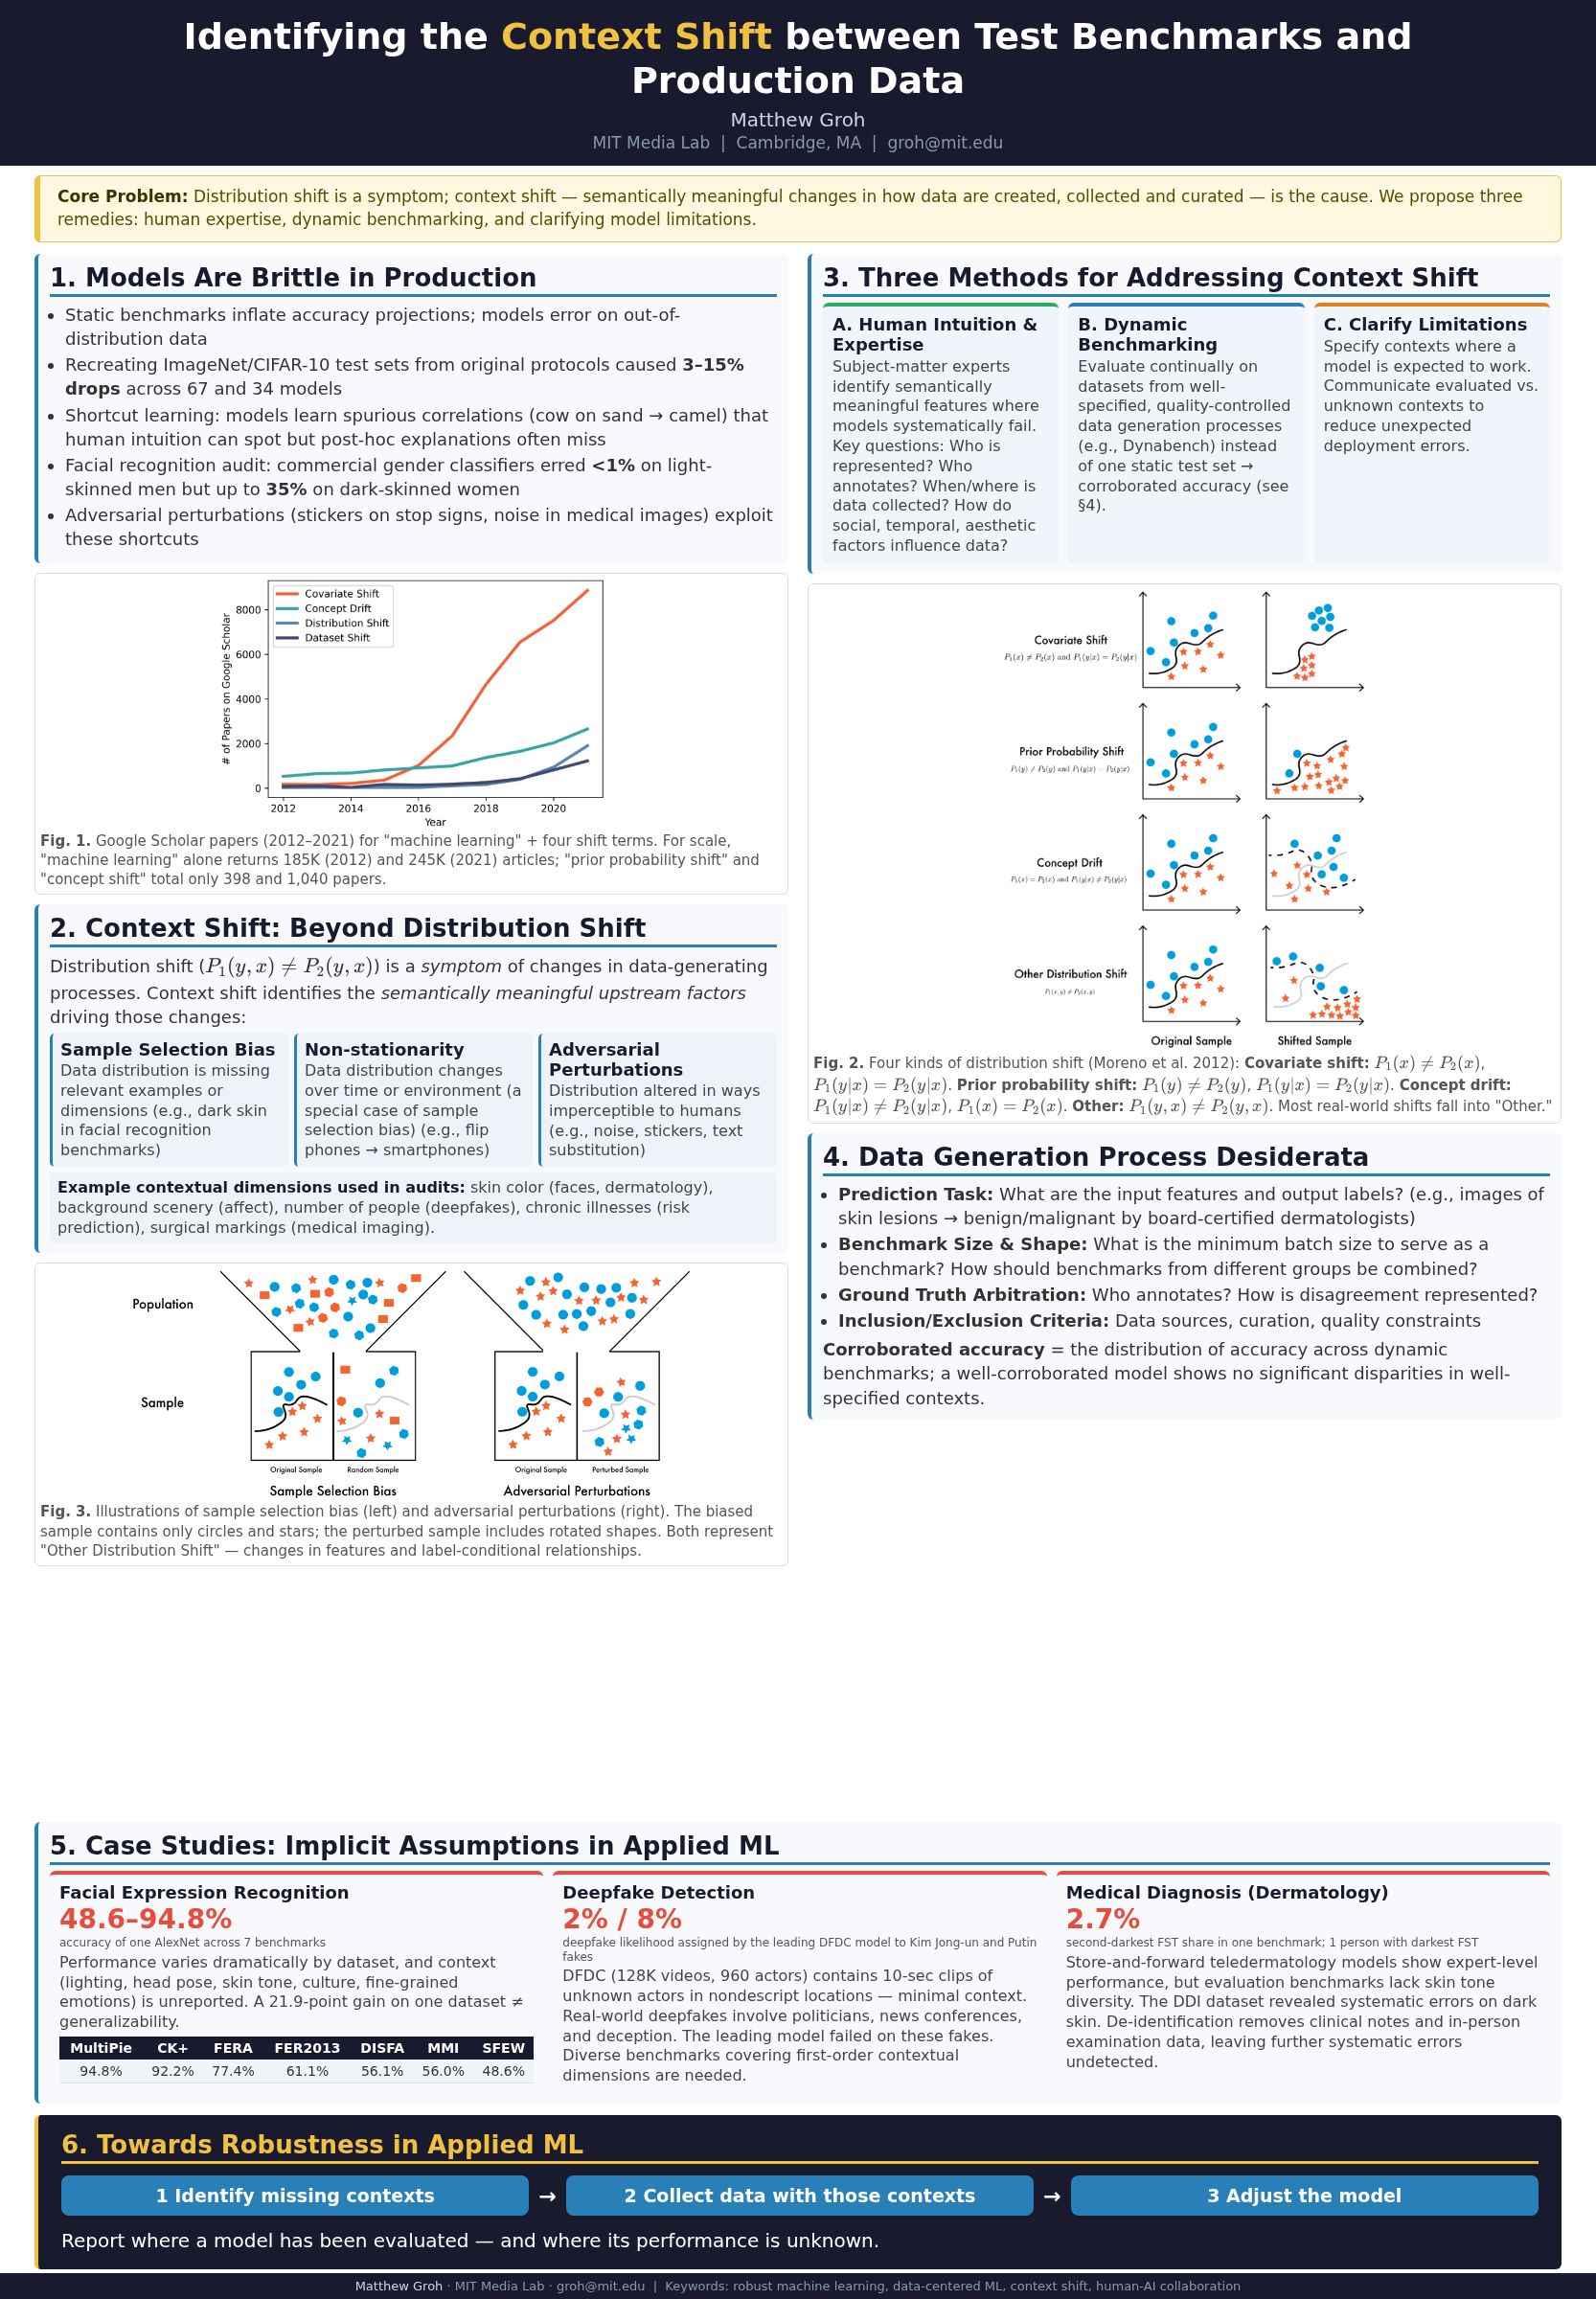 Identifying the Context Shift between Test Benchmarks and
Production Data
Matthew Groh
MIT Media Lab | Cambridge, MA | groh@mit.edu
Core Problem: Distribution shift is a symptom; context shift — semantically meaningful changes in how data are created, collected and curated — is the cause. We propose three
remedies: human expertise, dynamic benchmarking, and clarifying model limitations.
1. Models Are Brittle in Production
• Static benchmarks inflate accuracy projections; models error on out-of-
distribution data
• Recreating ImageNet/CIFAR-10 test sets from original protocols caused 3–15%
drops across 67 and 34 models
• Shortcut learning: models learn spurious correlations (cow on sand → camel) that
human intuition can spot but post-hoc explanations often miss
• Facial recognition audit: commercial gender classifiers erred <1% on light-
skinned men but up to 35% on dark-skinned women
• Adversarial perturbations (stickers on stop signs, noise in medical images) exploit
these shortcuts
# of Papers on Google Scholar
8000
6000
4000
2000
0
Covariate Shift
Concept Drift
Distribution Shift
Dataset Shift
2012 2014 2016 2018 2020
Year
Fig. 1. Google Scholar papers (2012–2021) for "machine learning" + four shift terms. For scale,
"machine learning" alone returns 185K (2012) and 245K (2021) articles; "prior probability shift" and
"concept shift" total only 398 and 1,040 papers.
2. Context Shift: Beyond Distribution Shift
Distribution shift (P₁(y, x) ≠ P₂(y, x)) is a symptom of changes in data-generating
processes. Context shift identifies the semantically meaningful upstream factors
driving those changes:
Sample Selection Bias
Data distribution is missing
relevant examples or
dimensions (e.g., dark skin
in facial recognition
benchmarks)
Non-stationarity
Data distribution changes
over time or environment (a
special case of sample
selection bias) (e.g., flip
phones → smartphones)
Adversarial
Perturbations
Distribution altered in ways
imperceptible to humans
(e.g., noise, stickers, text
substitution)
Example contextual dimensions used in audits: skin color (faces, dermatology),
background scenery (affect), number of people (deepfakes), chronic illnesses (risk
prediction), surgical markings (medical imaging).
Population
Sample
Original Sample Random Sample
Original Sample Perturbed Sample
Sample Selection Bias
Adversarial Perturbations
Fig. 3. Illustrations of sample selection bias (left) and adversarial perturbations (right). The biased
sample contains only circles and stars; the perturbed sample includes rotated shapes. Both represent
"Other Distribution Shift" — changes in features and label-conditional relationships.
3. Three Methods for Addressing Context Shift
A. Human Intuition &
Expertise
Subject-matter experts
identify semantically
meaningful features where
models systematically fail.
Key questions: Who is
represented? Who
annotates? When/where is
data collected? How do
social, temporal, aesthetic
factors influence data?
B. Dynamic
Benchmarking
Evaluate continually on
datasets from well-
specified, quality-controlled
data generation processes
(e.g., Dynabench) instead
of one static test set →
corroborated accuracy (see
§4).
C. Clarify Limitations
Specify contexts where a
model is expected to work.
Communicate evaluated vs.
unknown contexts to
reduce unexpected
deployment errors.
Covariate Shift
P₁(x) ≠ P₂(x) and P₁(y|x) = P₂(y|x)
Prior Probability Shift
P₁(y) ≠ P₂(y) and P₁(y|x) = P₂(y|x)
Concept Drift
P₁(x) = P₂(x) and P₁(y|x) ≠ P₂(y|x)
Other Distribution Shift
Original Sample Shifted Sample
Fig. 2. Four kinds of distribution shift (Moreno et al. 2012): Covariate shift: P₁(x) ≠ P₂(x),
P₁(y|x) = P₂(y|x). Prior probability shift: P₁(y) ≠ P₂(y), P₁(y|x) = P₂(y|x). Concept drift:
P₁(y|x) ≠ P₂(y|x), P₁(x) = P₂(x). Other: P₁(y, x) ≠ P₂(y, x). Most real-world shifts fall into "Other."
4. Data Generation Process Desiderata
• Prediction Task: What are the input features and output labels? (e.g., images of
skin lesions → benign/malignant by board-certified dermatologists)
• Benchmark Size & Shape: What is the minimum batch size to serve as a
benchmark? How should benchmarks from different groups be combined?
• Ground Truth Arbitration: Who annotates? How is disagreement represented?
• Inclusion/Exclusion Criteria: Data sources, curation, quality constraints
Corroborated accuracy = the distribution of accuracy across dynamic
benchmarks; a well-corroborated model shows no significant disparities in well-
specified contexts.
5. Case Studies: Implicit Assumptions in Applied ML
Facial Expression Recognition
48.6–94.8%
accuracy of one AlexNet across 7 benchmarks
Performance varies dramatically by dataset, and context
(lighting, head pose, skin tone, culture, fine-grained
emotions) is unreported. A 21.9-point gain on one dataset ≠
generalizability.
MultiPie CK+ FERA FER2013 DISFA MMI SFEW
94.8% 92.2% 77.4% 61.1% 56.1% 56.0% 48.6%
Deepfake Detection
2% / 8%
deepfake likelihood assigned by the leading DFDC model to Kim Jong-un and Putin
fakes
DFDC (128K videos, 960 actors) contains 10-sec clips of
unknown actors in nondescript locations — minimal context.
Real-world deepfakes involve politicians, news conferences,
and deception. The leading model failed on these fakes.
Diverse benchmarks covering first-order contextual
dimensions are needed.
Medical Diagnosis (Dermatology)
2.7%
second-darkest FST share in one benchmark; 1 person with darkest FST
Store-and-forward teledermatology models show expert-level
performance, but evaluation benchmarks lack skin tone
diversity. The DDI dataset revealed systematic errors on dark
skin. De-identification removes clinical notes and in-person
examination data, leaving further systematic errors
undetected.
6. Towards Robustness in Applied ML
1 Identify missing contexts → 2 Collect data with those contexts → 3 Adjust the model
Report where a model has been evaluated — and where its performance is unknown.
Matthew Groh · MIT Media Lab · groh@mit.edu | Keywords: robust machine learning, data-centered ML, context shift, human-AI collaboration